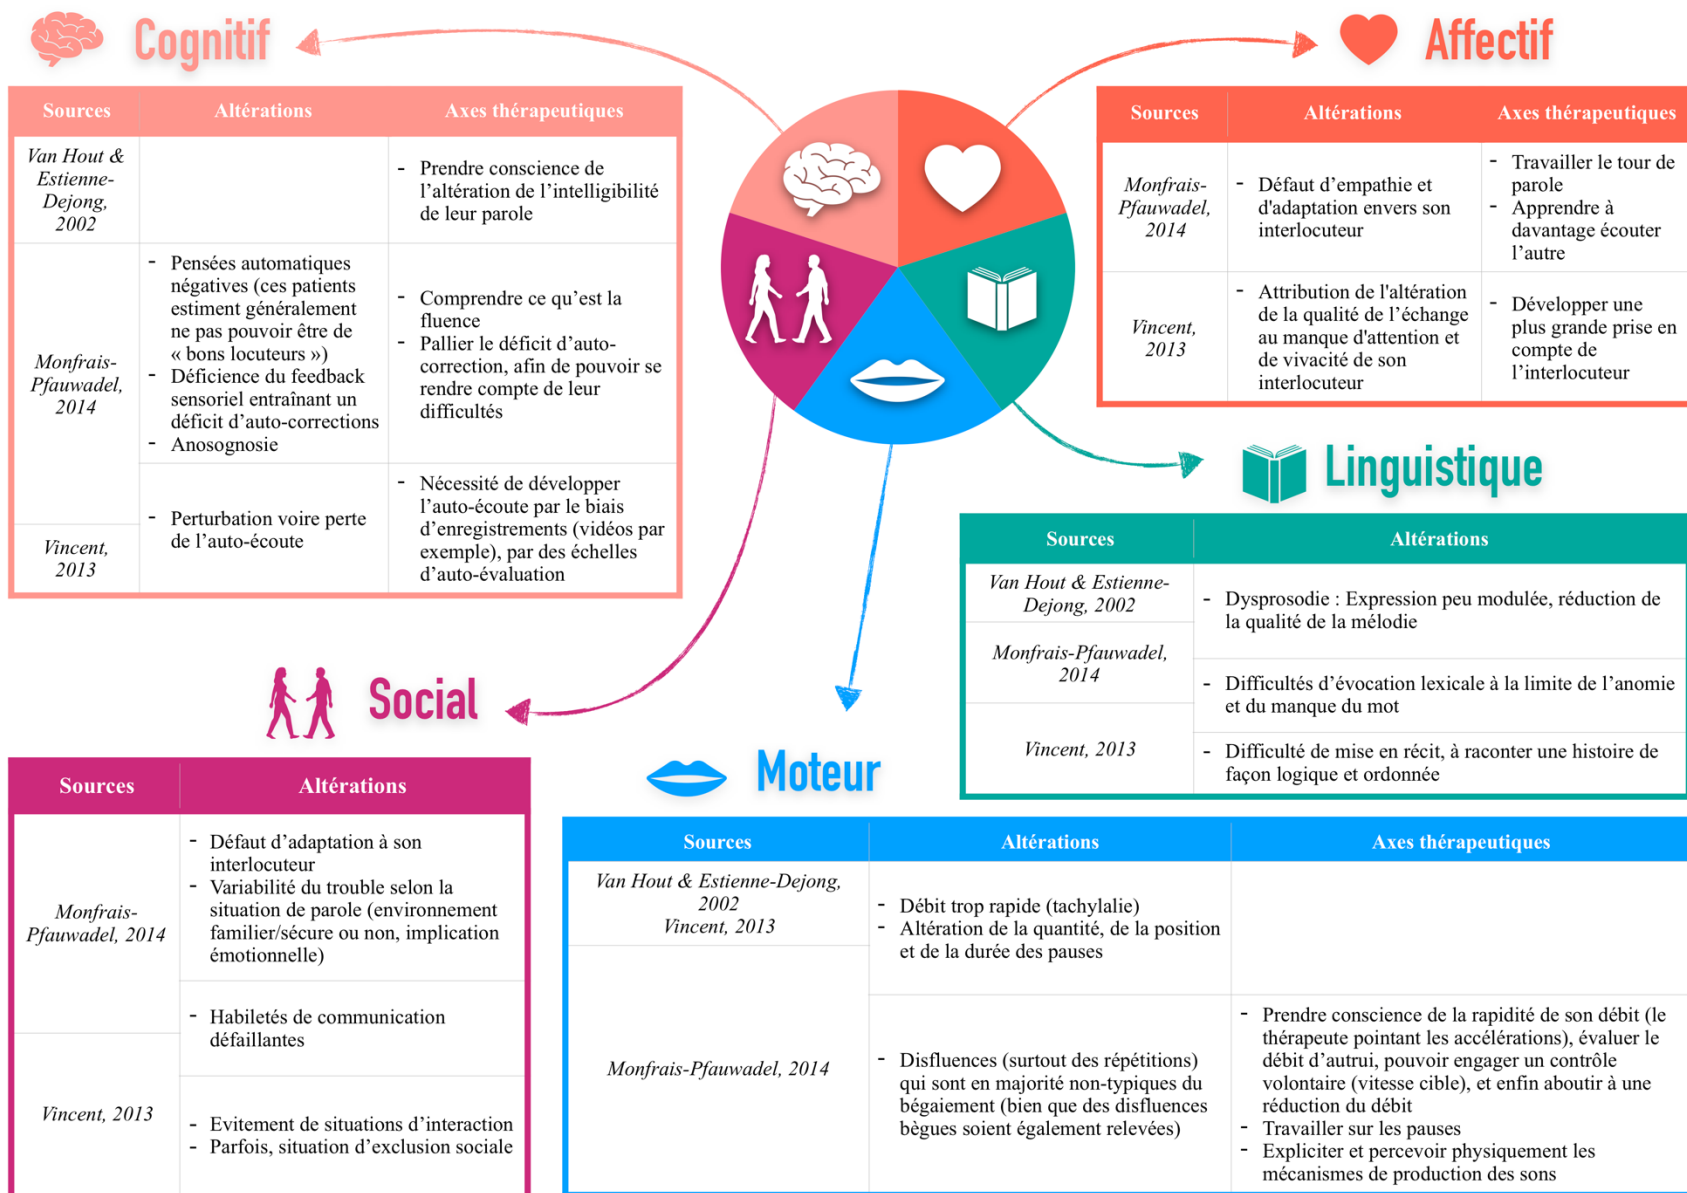 Cognitif
Sources
Altérations
Axes thérapeutiques
Van Hout &
Estienne-
Dejong,
2002
- Prendre conscience de
l'altération de l'intelligibilité
de leur parole
Monfrais-
Pfauwadel,
2014
- Pensées automatiques
négatives (ces patients
estiment généralement
ne pas pouvoir être de
« bons locuteurs »)
- Déficience du feedback
sensoriel entraînant un
déficit d'auto-corrections
- Anosognosie
- Comprendre ce qu'est la
fluence
- Pallier le déficit d'auto-
correction, afin de pouvoir se
rendre compte de leur
difficultés
Vincent,
2013
- Perturbation voire perte
de l'auto-écoute
- Nécessité de développer
l'auto-écoute par le biais
d'enregistrements (vidéos par
exemple), par des échelles
d'auto-évaluation
Affectif
Sources
Altérations
Axes thérapeutiques
Monfrais-
Pfauwadel,
2014
- Défaut d'empathie et
d'adaptation envers son
interlocuteur
- Travailler le tour de
parole
- Apprendre à
davantage écouter
l'autre
Vincent,
2013
- Attribution de l'altération
de la qualité de l'échange
au manque d'attention et
de vivacité de son
interlocuteur
- Développer une
plus grande prise en
compte de
l'interlocuteur
Linguistique
Sources
Altérations
Van Hout & Estienne-
Dejong, 2002
Monfrais-Pfauwadel,
2014
Vincent, 2013
- Dysprosodie : Expression peu modulée, réduction de
la qualité de la mélodie
- Difficultés d'évocation lexicale à la limite de l'anomie
et du manque du mot
- Difficulté de mise en récit, à raconter une histoire de
façon logique et ordonnée
Social
Sources
Altérations
Monfrais-
Pfauwadel, 2014
- Défaut d'adaptation à son
interlocuteur
- Variabilité du trouble selon la
situation de parole (environnement
familier/sécure ou non, implication
émotionnelle)
- Habiletés de communication
défaillantes
Vincent, 2013
- Evitement de situations d'interaction
- Parfois, situation d'exclusion sociale
Moteur
Sources
Altérations
Axes thérapeutiques
Van Hout & Estienne-Dejong,
2002
Vincent, 2013
- Débit trop rapide (tachylalie)
- Altération de la quantité, de la position
et de la durée des pauses
Monfrais-Pfauwadel, 2014
- Disfluences (surtout des répétitions)
qui sont en majorité non-typiques du
bégaiement (bien que des disfluences
bègues soient également relevées)
- Prendre conscience de la rapidité de son débit (le
thérapeute pointant les accélérations), évaluer le
débit d'autrui, pouvoir engager un contrôle
volontaire (vitesse cible), et enfin aboutir à une
réduction du débit
- Travailler sur les pauses
- Expliciter et percevoir physiquement les
mécanismes de production des sons